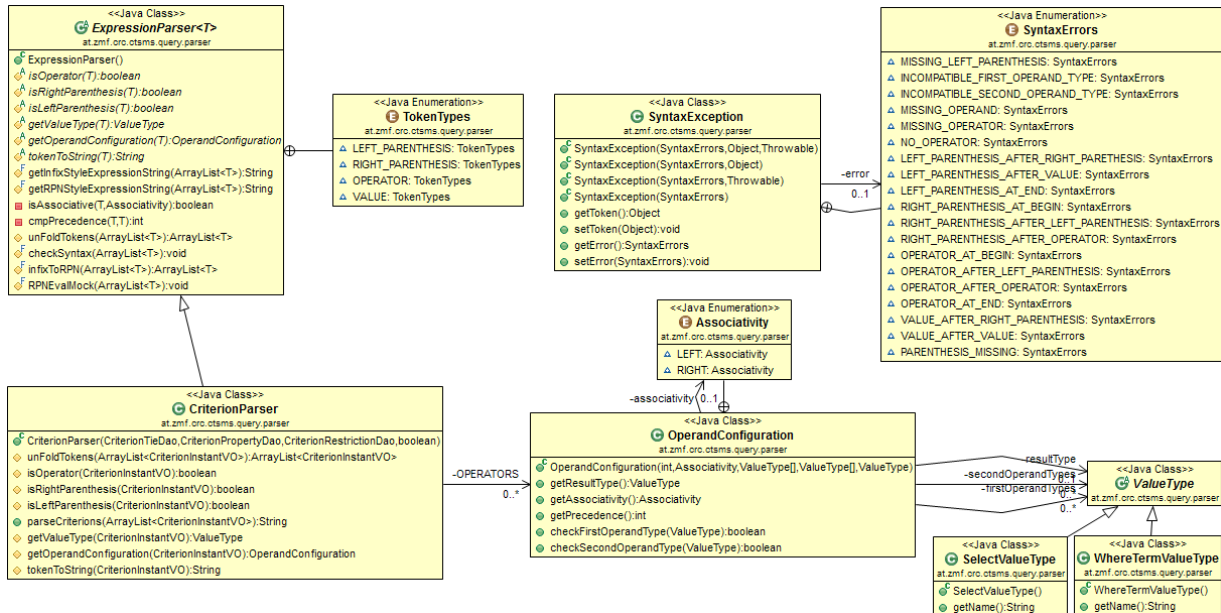 <<Java Class>>
ExpressionParser<T>
at.zmf.crc.ctsms.query.parser
ExpressionParser()
isOperator(T):boolean
isRightParenthesis(T):boolean
isLeftParenthesis(T):boolean
getValueType(T):ValueType
getOperandConfiguration(T):OperandConfiguration
tokenToString(T):String
getInfixStyleExpressionString(ArrayList<T>):String
getRPNStyleExpressionString(ArrayList<T>):String
isAssociative(T,Associativity):boolean
cmpPrecedence(T,T):int
unFoldTokens(ArrayList<T>):ArrayList<T>
checkSyntax(ArrayList<T>):void
infixToRPN(ArrayList<T>):ArrayList<T>
RPNEvalMock(ArrayList<T>):void
<<Java Enumeration>>
TokenTypes
at.zmf.crc.ctsms.query.parser
LEFT_PARENTHESIS: TokenTypes
RIGHT_PARENTHESIS: TokenTypes
OPERATOR: TokenTypes
VALUE: TokenTypes
<<Java Class>>
SyntaxException
at.zmf.crc.ctsms.query.parser
SyntaxException(SyntaxErrors,Object,Throwable)
SyntaxException(SyntaxErrors,Object)
SyntaxException(SyntaxErrors,Throwable)
SyntaxException(SyntaxErrors)
getToken():Object
setToken(Object):void
getError():SyntaxErrors
setError(SyntaxErrors):void
-error
0..1
<<Java Enumeration>>
SyntaxErrors
at.zmf.crc.ctsms.query.parser
MISSING_LEFT_PARENTHESIS: SyntaxErrors
INCOMPATIBLE_FIRST_OPERAND_TYPE: SyntaxErrors
INCOMPATIBLE_SECOND_OPERAND_TYPE: SyntaxErrors
MISSING_OPERAND: SyntaxErrors
MISSING_OPERATOR: SyntaxErrors
NO_OPERATOR: SyntaxErrors
LEFT_PARENTHESIS_AFTER_RIGHT_PARETHESIS: SyntaxErrors
LEFT_PARENTHESIS_AFTER_VALUE: SyntaxErrors
LEFT_PARENTHESIS_AT_END: SyntaxErrors
RIGHT_PARENTHESIS_AT_BEGIN: SyntaxErrors
RIGHT_PARENTHESIS_AFTER_LEFT_PARENTHESIS: SyntaxErrors
RIGHT_PARENTHESIS_AFTER_OPERATOR: SyntaxErrors
OPERATOR_AT_BEGIN: SyntaxErrors
OPERATOR_AFTER_LEFT_PARENTHESIS: SyntaxErrors
OPERATOR_AFTER_OPERATOR: SyntaxErrors
OPERATOR_AT_END: SyntaxErrors
VALUE_AFTER_RIGHT_PARENTHESIS: SyntaxErrors
VALUE_AFTER_VALUE: SyntaxErrors
PARENTHESIS_MISSING: SyntaxErrors
<<Java Enumeration>>
Associativity
at.zmf.crc.ctsms.query.parser
LEFT: Associativity
RIGHT: Associativity
-associativity
0..1
<<Java Class>>
CriterionParser
at.zmf.crc.ctsms.query.parser
CriterionParser(CriterionTieDao,CriterionPropertyDao,CriterionRestrictionDao,boolean)
unFoldTokens(ArrayList<CriterionInstantVO>):ArrayList<CriterionInstantVO>
isOperator(CriterionInstantVO):boolean
isRightParenthesis(CriterionInstantVO):boolean
isLeftParenthesis(CriterionInstantVO):boolean
parseCriterions(ArrayList<CriterionInstantVO>):String
getValueType(CriterionInstantVO):ValueType
getOperandConfiguration(CriterionInstantVO):OperandConfiguration
tokenToString(CriterionInstantVO):String
-OPERATORS
0..*
<<Java Class>>
OperandConfiguration
at.zmf.crc.ctsms.query.parser
OperandConfiguration(int,Associativity,ValueType[],ValueType[],ValueType)
getResultType():ValueType
getAssociativity():Associativity
getPrecedence():int
checkFirstOperandType(ValueType):boolean
checkSecondOperandType(ValueType):boolean
resultType
-secondOperandTypes
0..1
-firstOperandTypes
0..*
0..*
<<Java Class>>
ValueType
at.zmf.crc.ctsms.query.parser
<<Java Class>>
SelectValueType
at.zmf.crc.ctsms.query.parser
SelectValueType()
getName():String
<<Java Class>>
WhereTermValueType
at.zmf.crc.ctsms.query.parser
WhereTermValueType()
getName():String